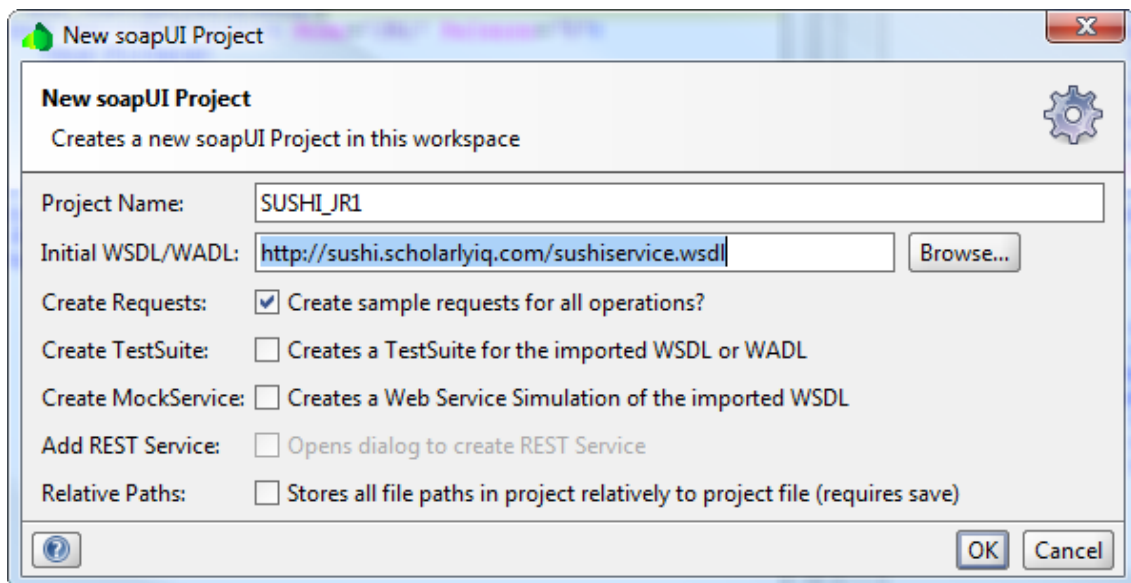 New soapUI Project
New soapUI Project
Creates a new soapUI Project in this workspace
Project Name: SUSHI_JR1
Initial WSDL/WADL: http://sushi.scholarlyiq.com/sushiservice.wsdl Browse...
Create Requests: Create sample requests for all operations?
Create TestSuite: Creates a TestSuite for the imported WSDL or WADL
Create MockService: Creates a Web Service Simulation of the imported WSDL
Add REST Service: Opens dialog to create REST Service
Relative Paths: Stores all file paths in project relatively to project file (requires save)
OK Cancel